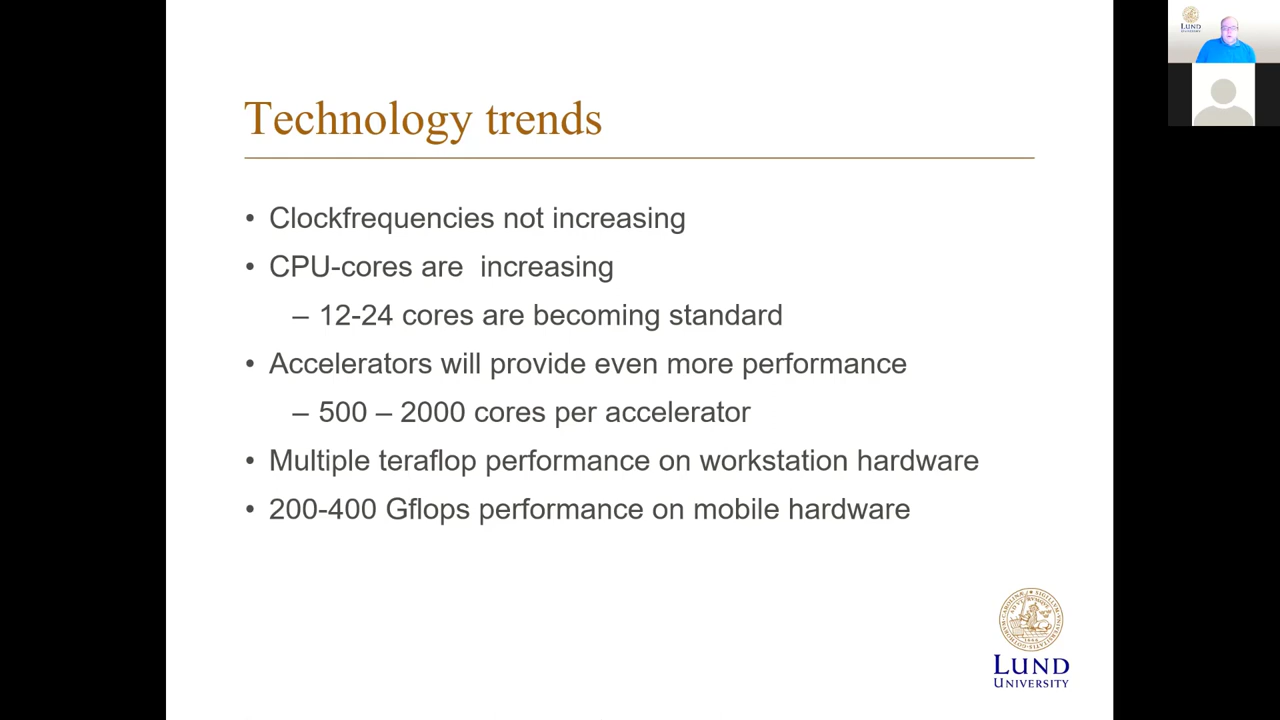 Technology trends
• Clockfrequencies not increasing
• CPU-cores are  increasing
– 12-24 cores are becoming standard
• Accelerators will provide even more performance
– 500 – 2000 cores per accelerator
• Multiple teraflop performance on workstation hardware
• 200-400 Gflops performance on mobile hardware
LUND
UNIVERSITY
LUND